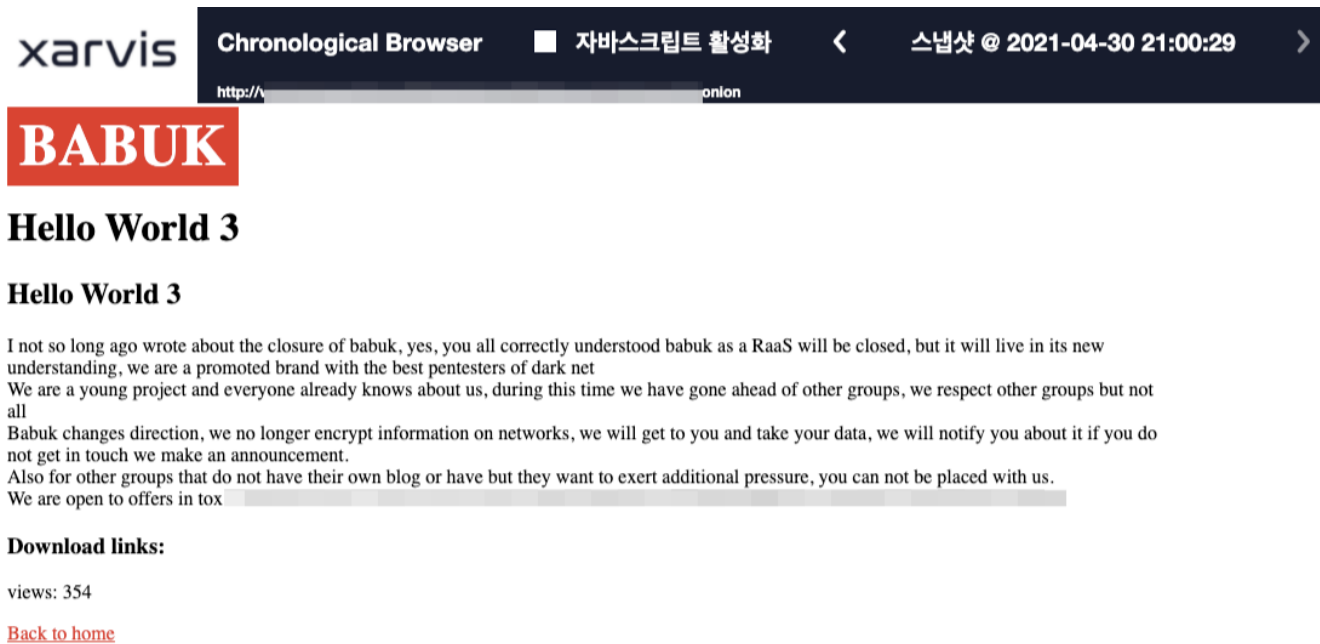 xarvis
Chronological Browser 자바스크립트 활성화 스냅샷 @ 2021-04-30 21:00:29
http:// onion
BABUK
Hello World 3
Hello World 3
I not so long ago wrote about the closure of babuk, yes, you all correctly understood babuk as a RaaS will be closed, but it will live in its new
understanding, we are a promoted brand with the best pentesters of dark net
We are a young project and everyone already knows about us, during this time we have gone ahead of other groups, we respect other groups but not
all
Babuk changes direction, we no longer encrypt information on networks, we will get to you and take your data, we will notify you about it if you do
not get in touch we make an announcement.
Also for other groups that do not have their own blog or have but they want to exert additional pressure, you can not be placed with us.
We are open to offers in tox
Download links:
views: 354
Back to home